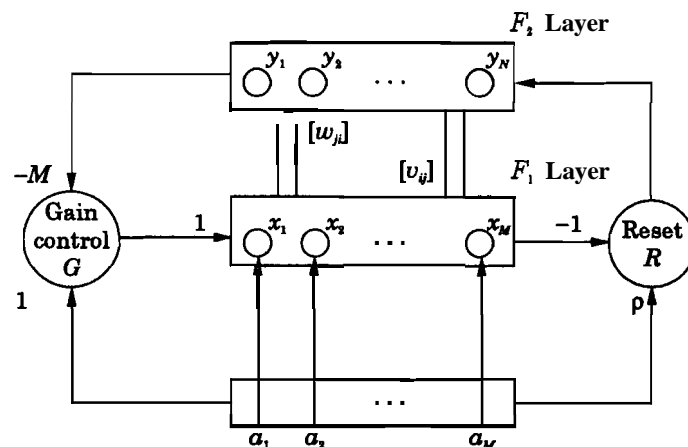 F₂ Layer
y₁ y₂ ... y_N
[w_ji]
[v_ij]
F₁ Layer
–M
Gain control G
1
1
x₁ x₂ ... x_M
–1
Reset R
ρ
...
a₁ a₂ a_M